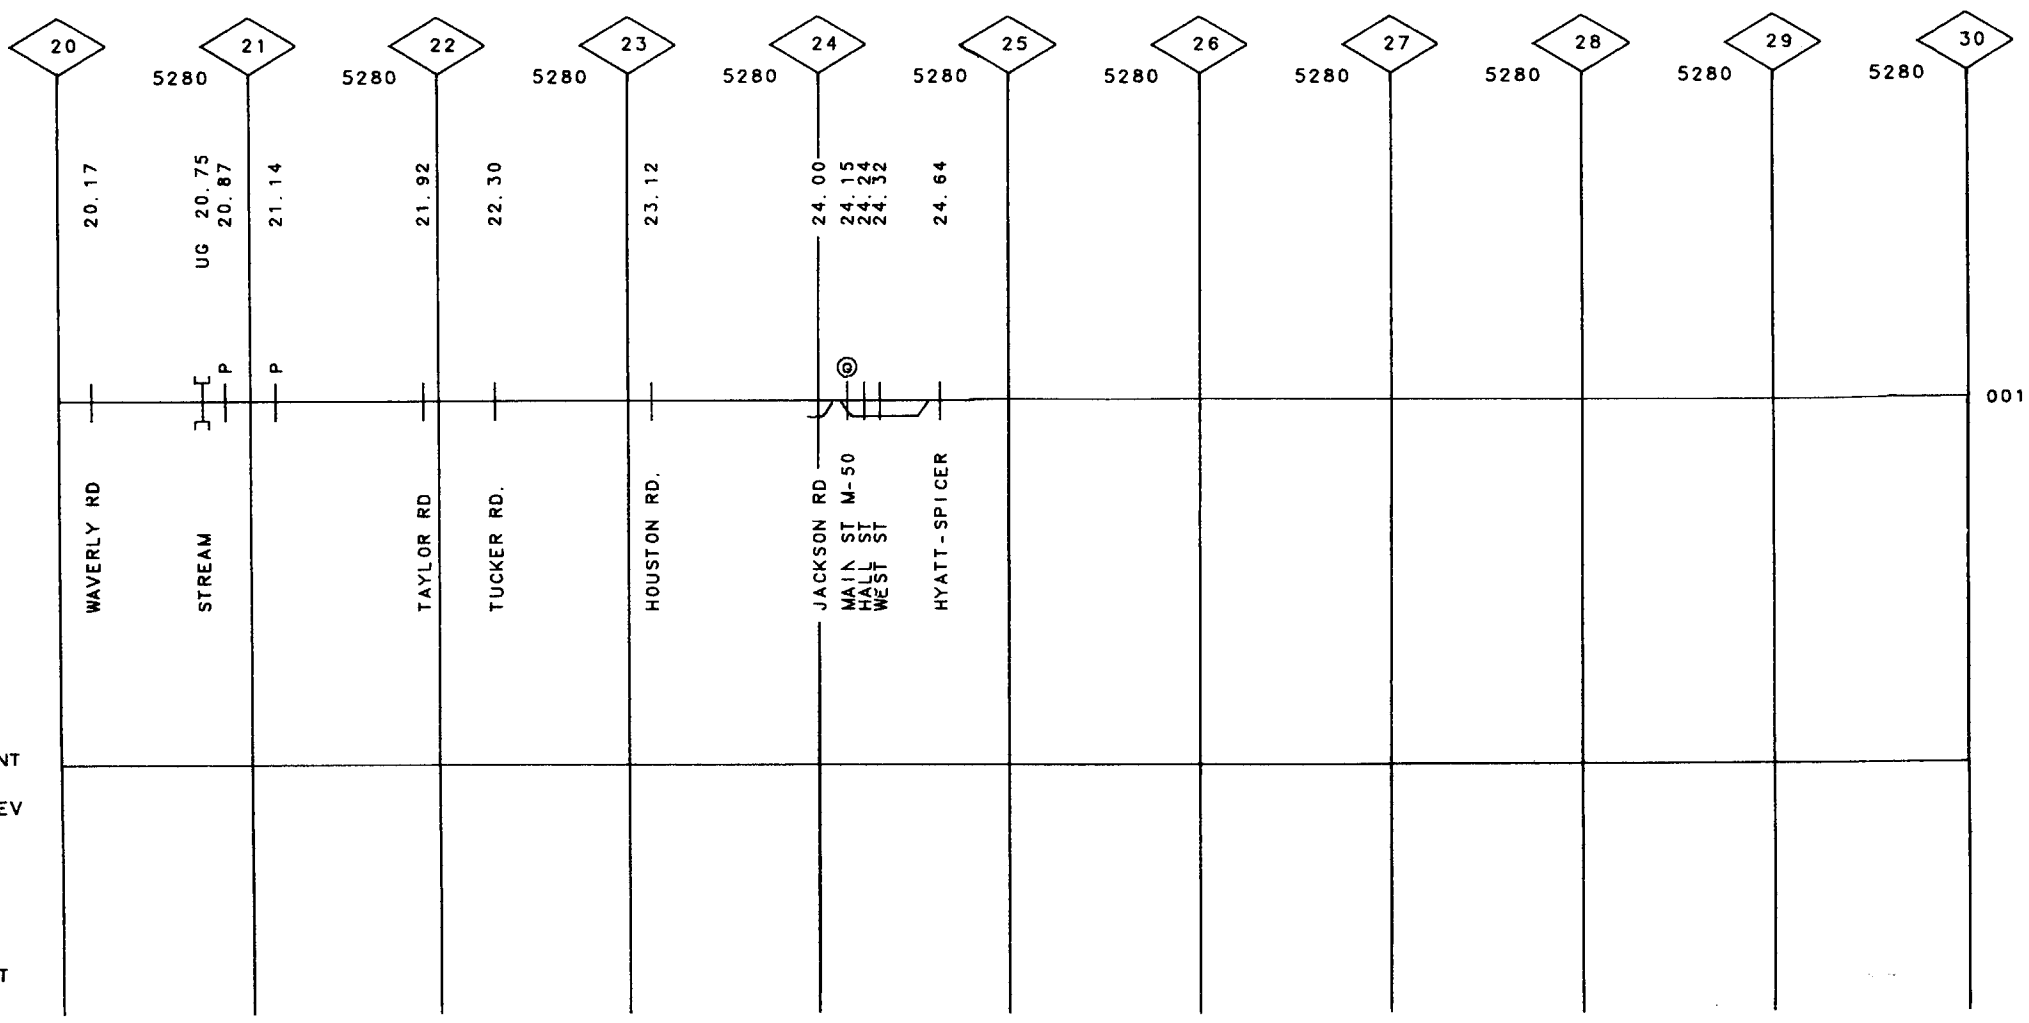 20 21 22 23 24 25 26 27 28 29 30
5280 5280 5280 5280 5280 5280 5280 5280 5280 5280
20.17
UG 20.75
20.87
21.14
21.92
22.30
23.12
24.00
24.15
24.24
24.32
24.64
P P G
001
WAVERLY RD
STREAM
TAYLOR RD
TUCKER RD.
HOUSTON RD.
JACKSON RD
MAIN ST M-50
HALL ST
WEST ST
HYATT-SPICER
NT
EV
T